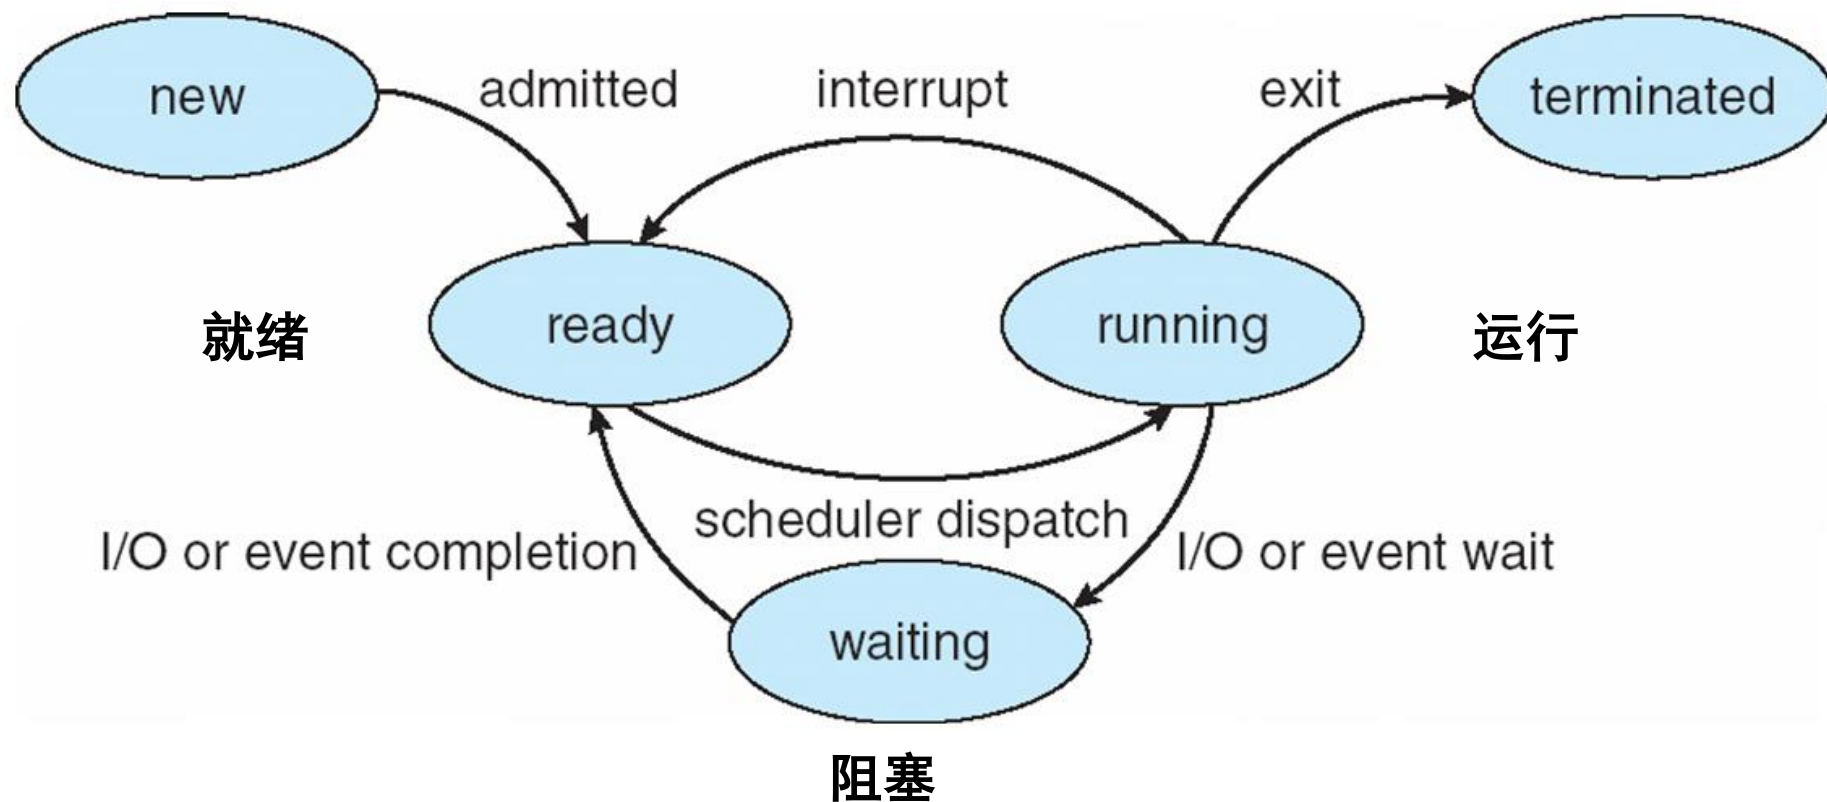 new
admitted
interrupt
exit
terminated
就绪
ready
running
运行
scheduler dispatch
I/O or event completion
I/O or event wait
waiting
阻塞